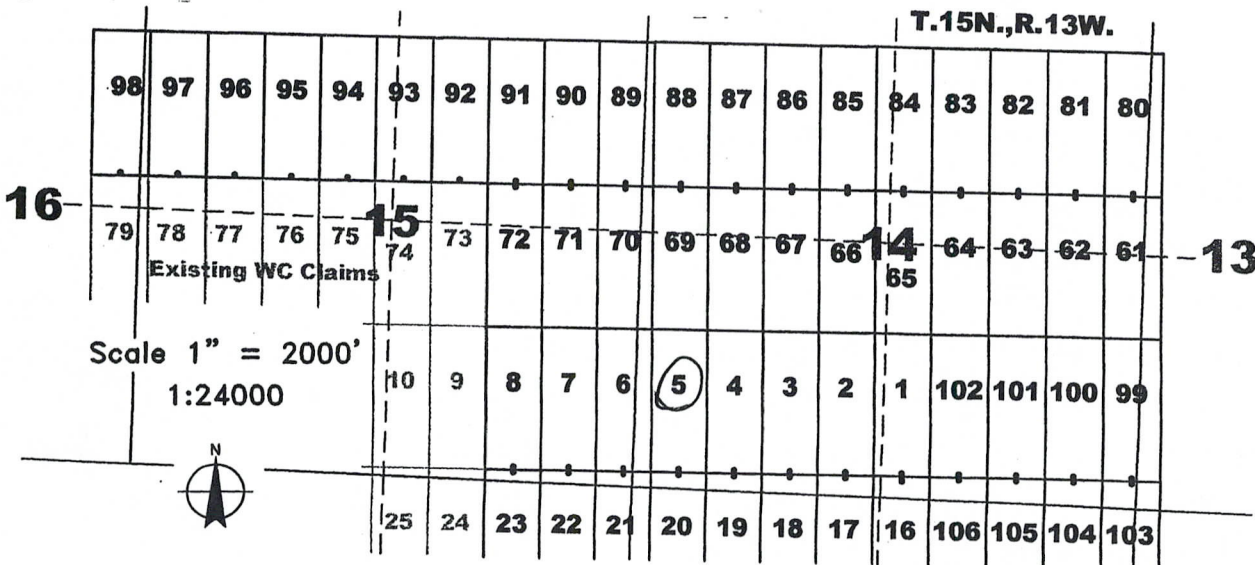 T.15N.,R.13W.
98 97 96 95 94 93 92 91 90 89 88 87 86 85 84 83 82 81 80
16 15 14 13
79 78 77 76 75 74 73 72 71 70 69 68 67 66 65 64 63 62 61
Existing WC Claims
Scale 1" = 2000'
1:24000
10 9 8 7 6 5 4 3 2 1 102 101 100 99
N
25 24 23 22 21 20 19 18 17 16 106 105 104 103